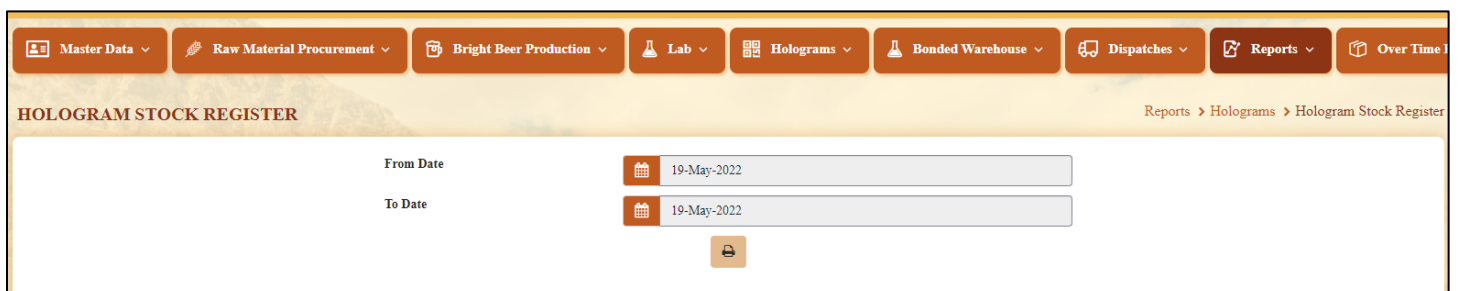 Master Data Raw Material Procurement Bright Beer Production Lab Holograms Bonded Warehouse Dispatches Reports Over Time
HOLOGRAM STOCK REGISTER Reports > Holograms > Hologram Stock Register
From Date 19-May-2022
To Date 19-May-2022